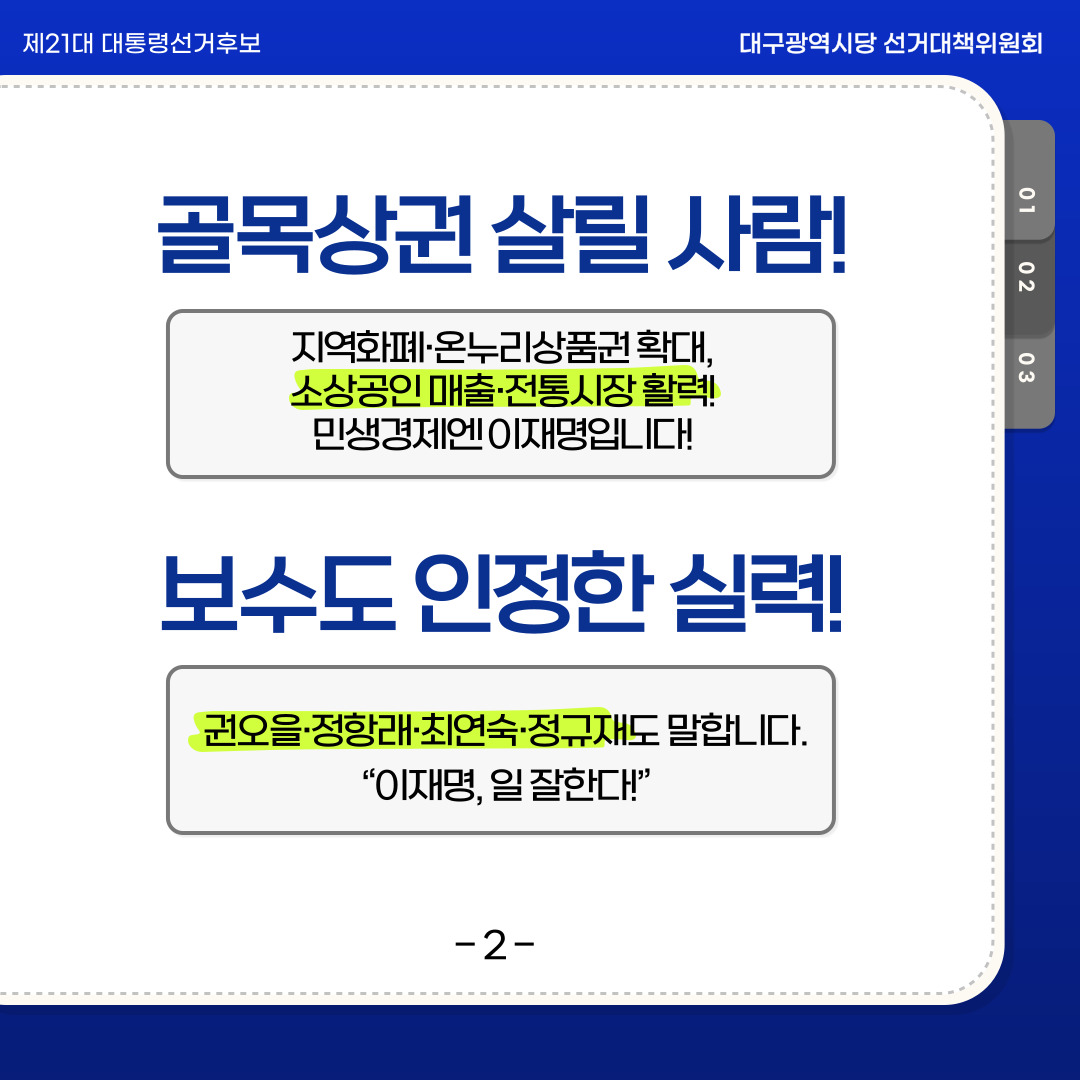 제21대 대통령선거후보
대구광역시당 선거대책위원회
01
02
03
골목상권 살릴 사람!
지역화폐·온누리상품권 확대,
소상공인 매출·전통시장 활력!
민생경제엔 이재명입니다!
보수도 인정한 실력!
권오을·정항래·최연숙·정규재도 말합니다.
“이재명, 일 잘한다!”
–2–